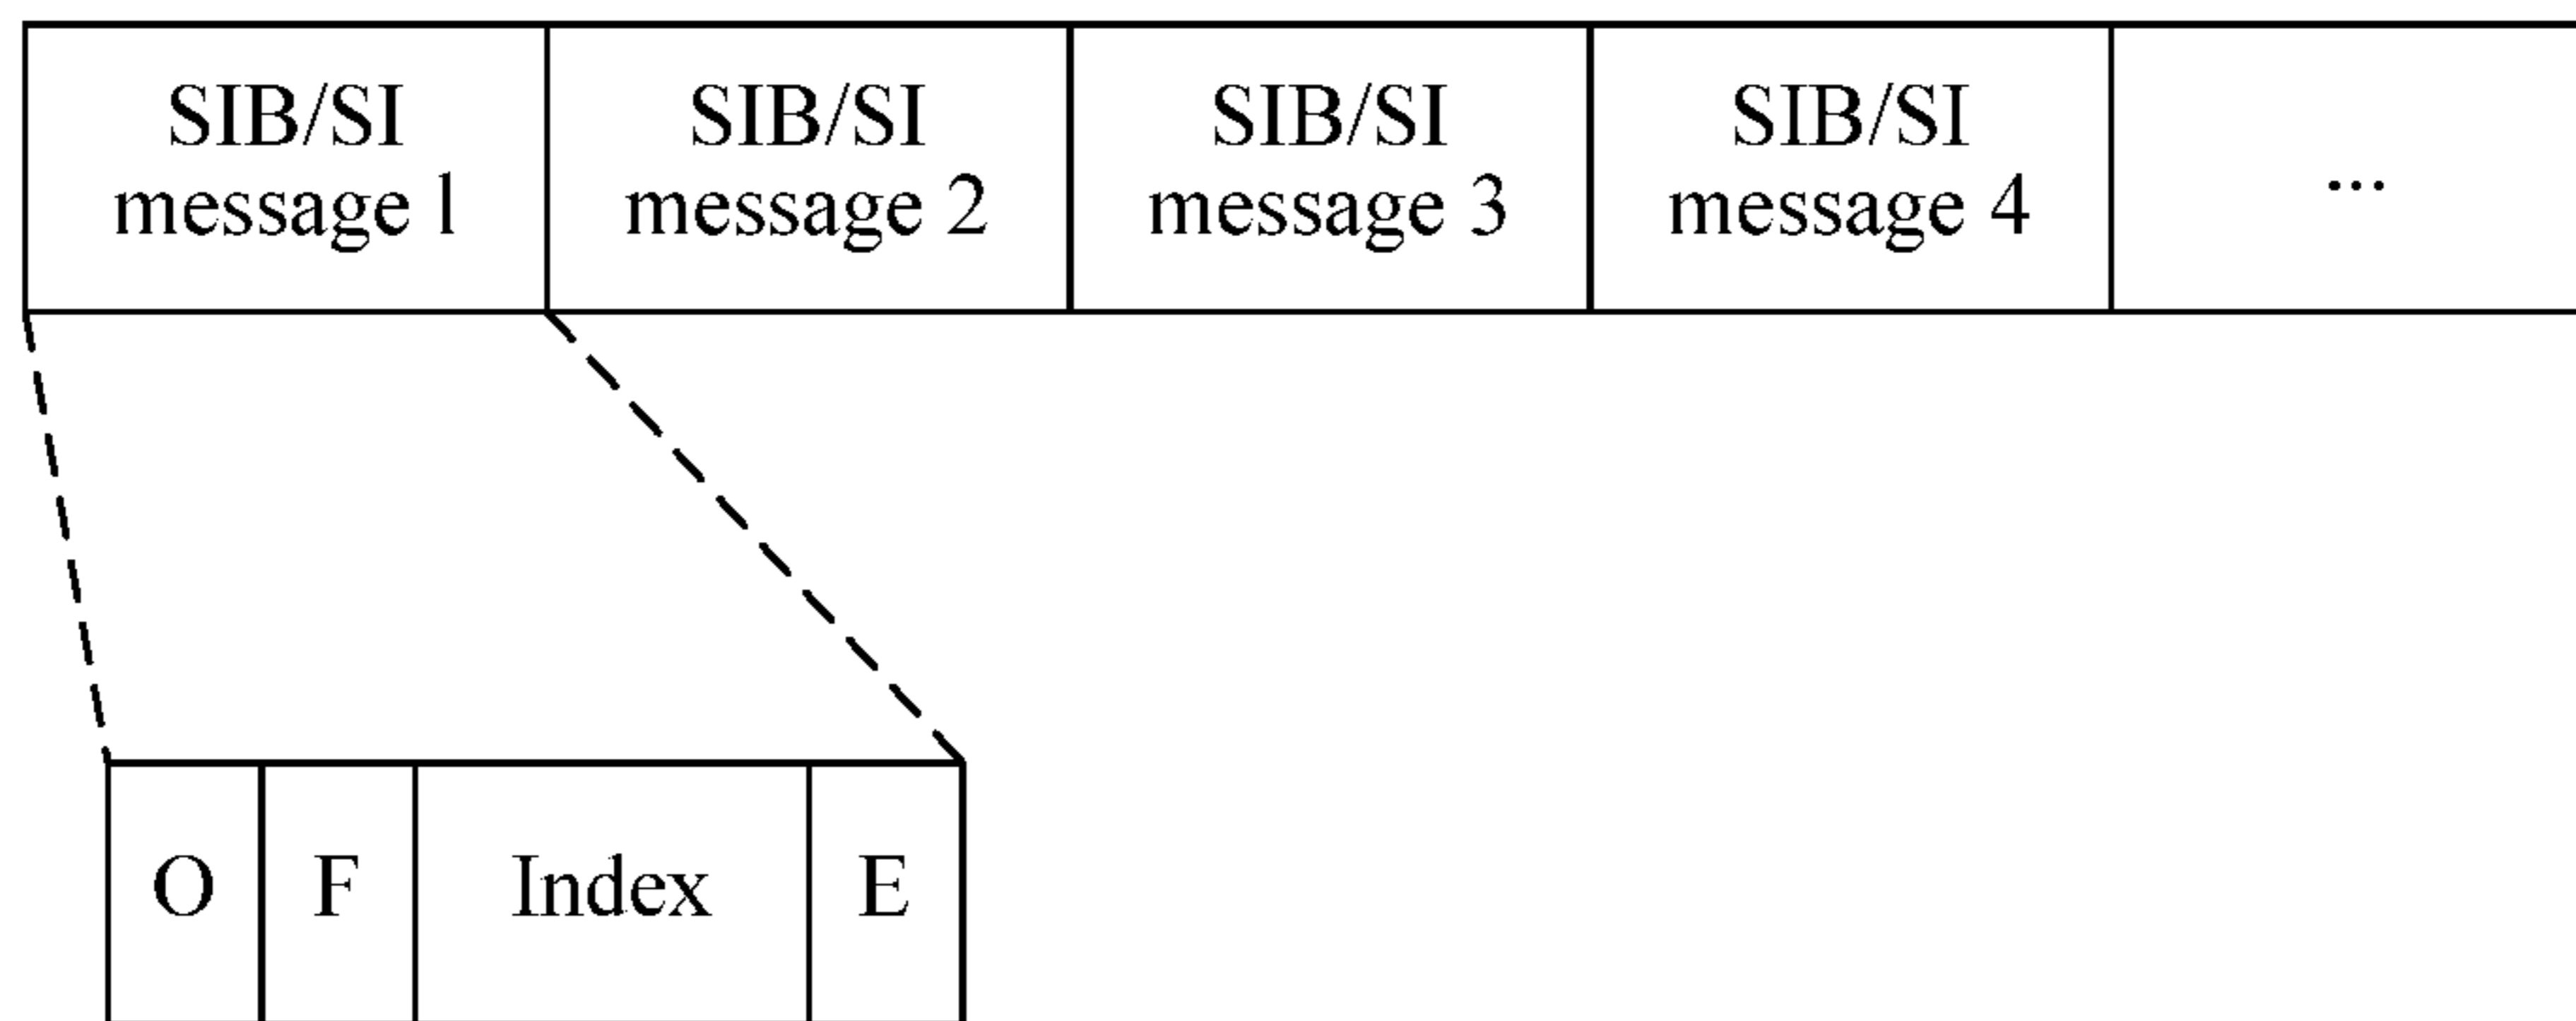 SIB/SI
message 1
SIB/SI
message 2
SIB/SI
message 3
SIB/SI
message 4
...
O
F
Index
E